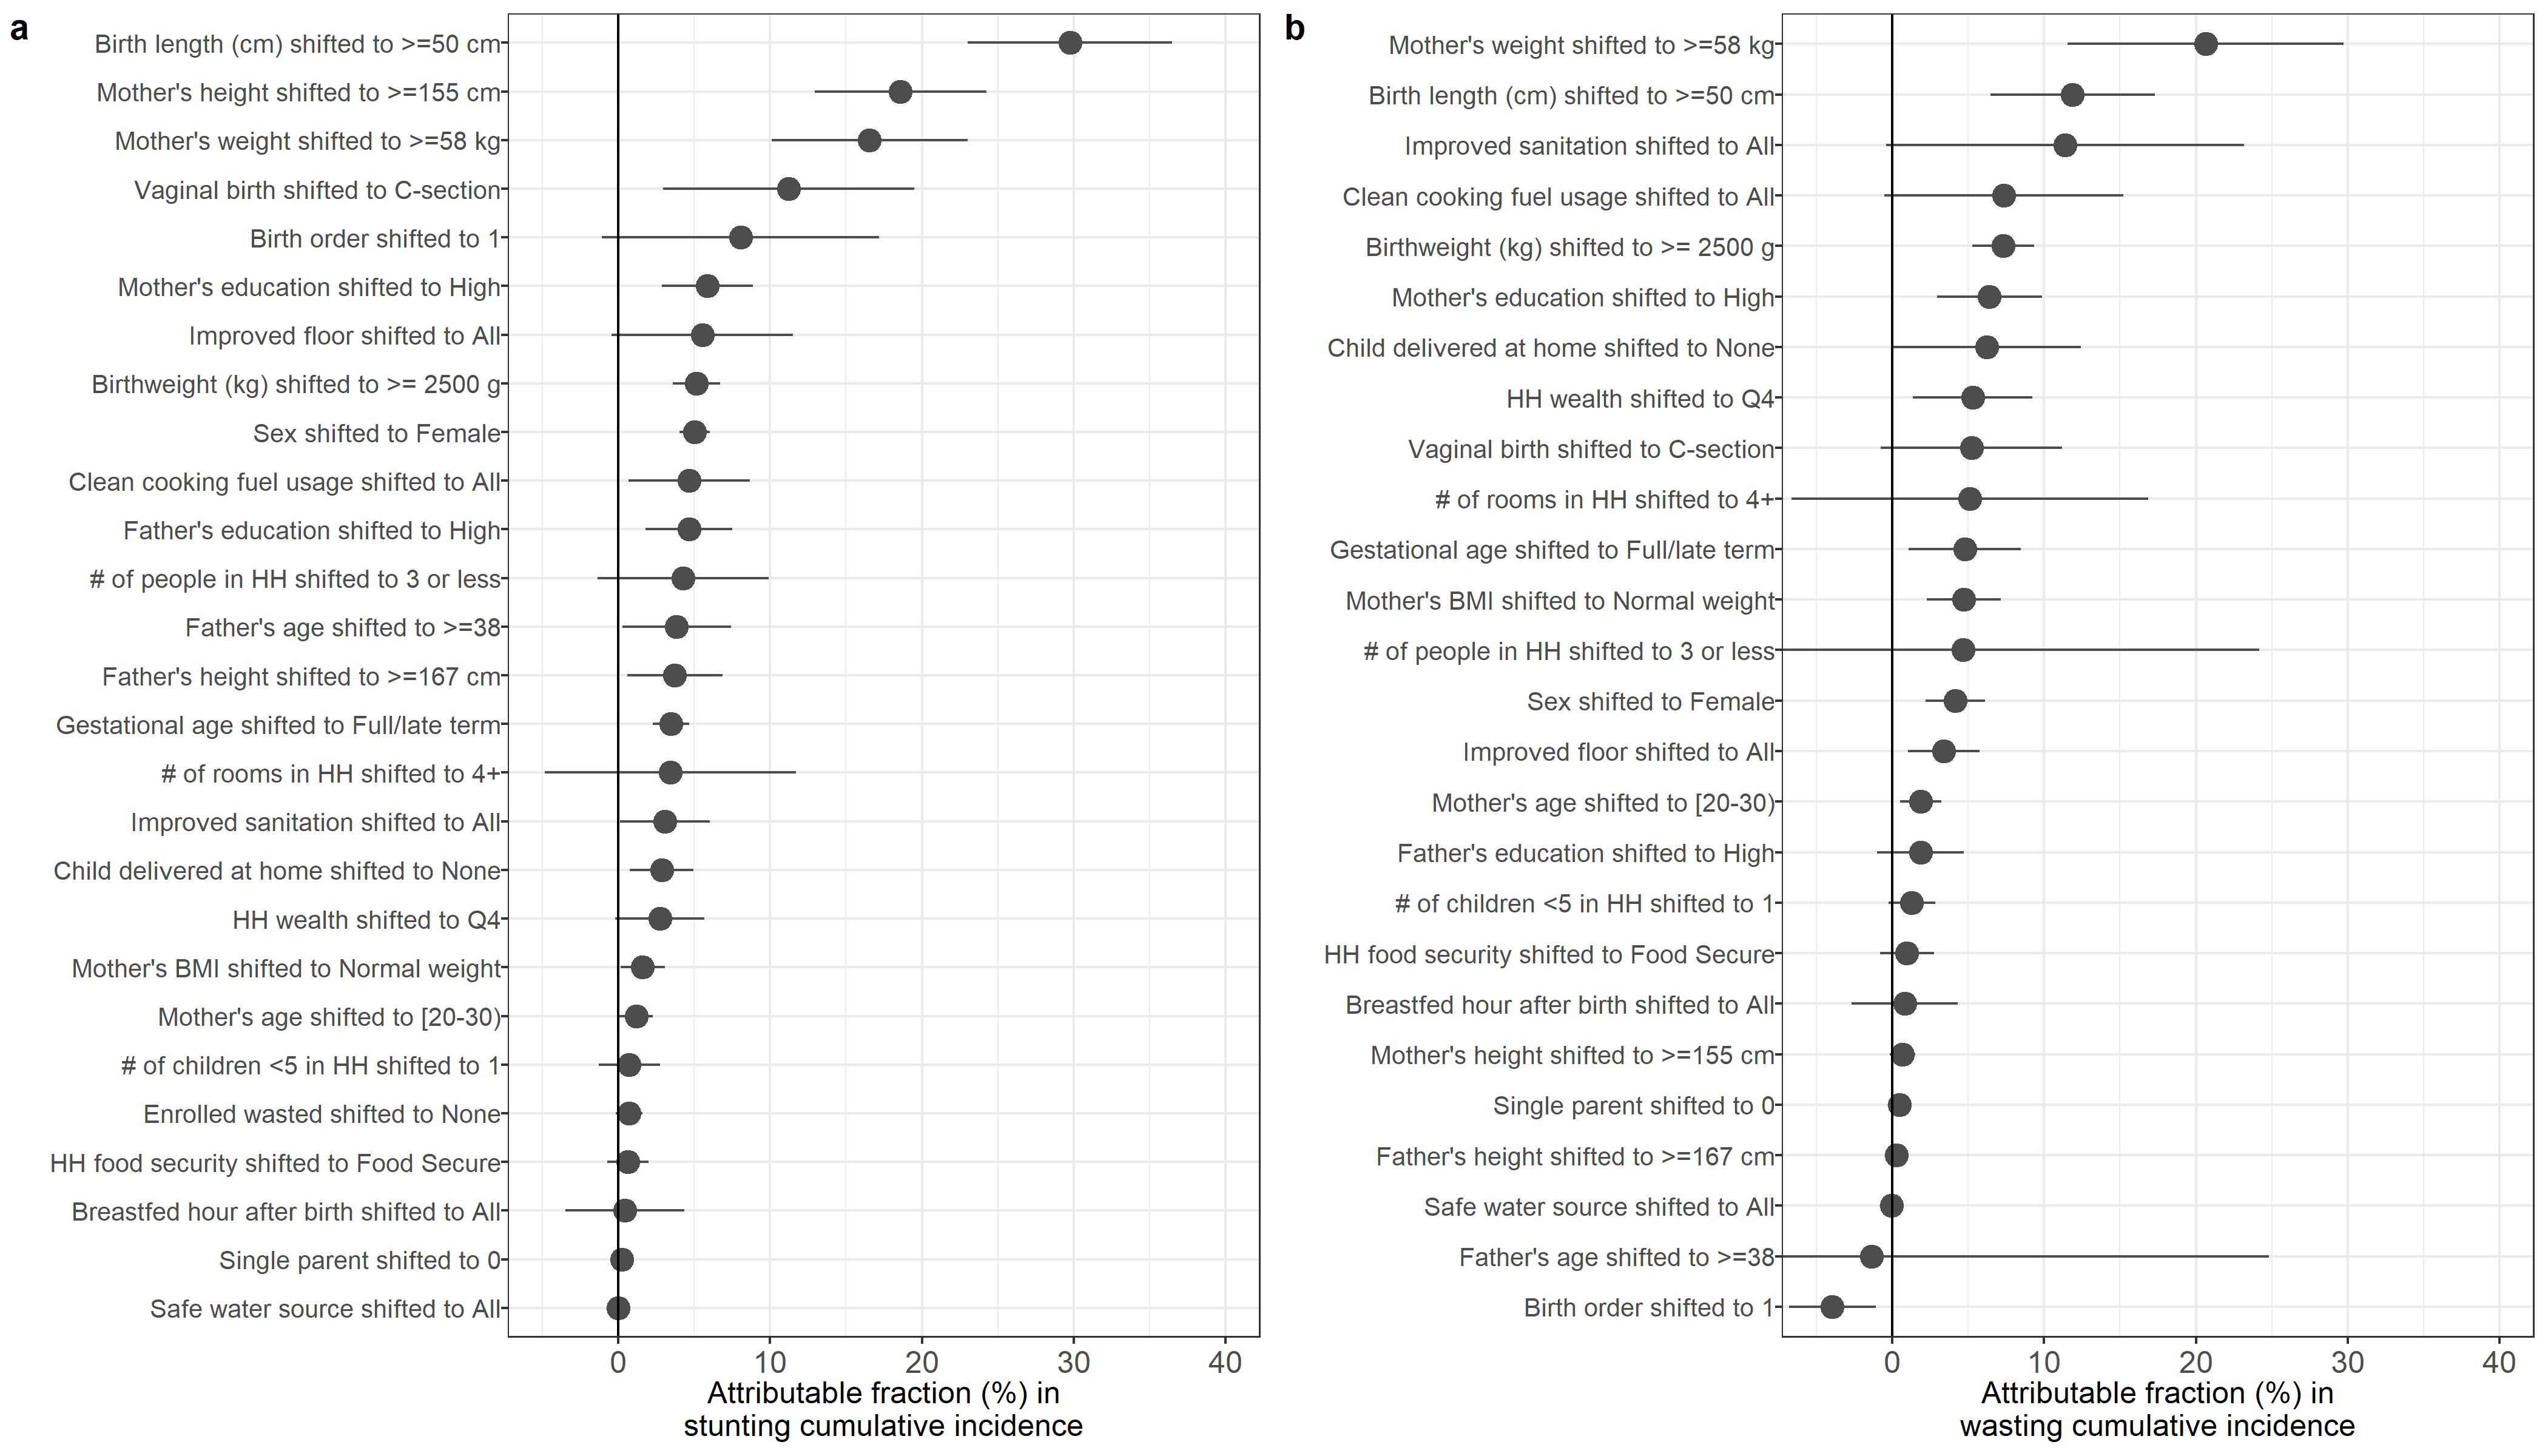 a
Birth length (cm) shifted to >=50 cm
Mother's height shifted to >=155 cm
Mother's weight shifted to >=58 kg
Vaginal birth shifted to C-section
Birth order shifted to 1
Mother's education shifted to High
Improved floor shifted to All
Birthweight (kg) shifted to >= 2500 g
Sex shifted to Female
Clean cooking fuel usage shifted to All
Father's education shifted to High
# of people in HH shifted to 3 or less
Father's age shifted to >=38
Father's height shifted to >=167 cm
Gestational age shifted to Full/late term
# of rooms in HH shifted to 4+
Improved sanitation shifted to All
Child delivered at home shifted to None
HH wealth shifted to Q4
Mother's BMI shifted to Normal weight
Mother's age shifted to [20-30)
# of children <5 in HH shifted to 1
Enrolled wasted shifted to None
HH food security shifted to Food Secure
Breastfed hour after birth shifted to All
Single parent shifted to 0
Safe water source shifted to All
0 10 20 30 40
Attributable fraction (%) in
stunting cumulative incidence
b
Mother's weight shifted to >=58 kg
Birth length (cm) shifted to >=50 cm
Improved sanitation shifted to All
Clean cooking fuel usage shifted to All
Birthweight (kg) shifted to >= 2500 g
Mother's education shifted to High
Child delivered at home shifted to None
HH wealth shifted to Q4
Vaginal birth shifted to C-section
# of rooms in HH shifted to 4+
Gestational age shifted to Full/late term
Mother's BMI shifted to Normal weight
# of people in HH shifted to 3 or less
Sex shifted to Female
Improved floor shifted to All
Mother's age shifted to [20-30)
Father's education shifted to High
# of children <5 in HH shifted to 1
HH food security shifted to Food Secure
Breastfed hour after birth shifted to All
Mother's height shifted to >=155 cm
Single parent shifted to 0
Father's height shifted to >=167 cm
Safe water source shifted to All
Father's age shifted to >=38
Birth order shifted to 1
0 10 20 30 40
Attributable fraction (%) in
wasting cumulative incidence